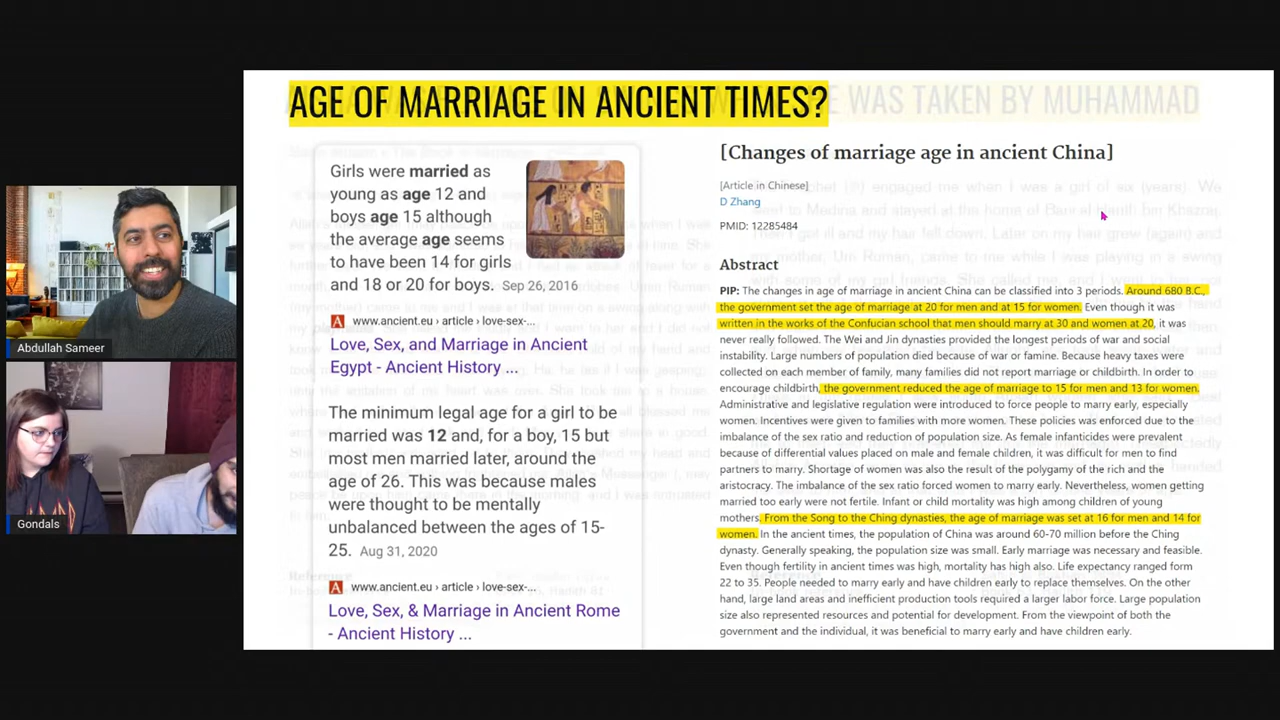 AGE OF MARRIAGE IN ANCIENT TIMES?
E WAS TAKEN BY MUHAMMAD
Girls were married as
young as age 12 and
boys age 15 although
the average age seems
to have been 14 for girls
and 18 or 20 for boys. Sep 26, 2016
www.ancient.eu › article › love-sex-...
Love, Sex, and Marriage in Ancient
Egypt - Ancient History ...
The minimum legal age for a girl to be
married was 12 and, for a boy, 15 but
most men married later, around the
age of 26. This was because males
were thought to be mentally
unbalanced between the ages of 15-
25. Aug 31, 2020
www.ancient.eu › article › love-sex-...
Love, Sex, & Marriage in Ancient Rome
- Ancient History ...
[Changes of marriage age in ancient China]
[Article in Chinese]
D Zhang
PMID: 12285484
Abstract
PIP: The changes in age of marriage in ancient China can be classified into 3 periods. Around 680 B.C.,
the government set the age of marriage at 20 for men and at 15 for women. Even though it was
written in the works of the Confucian school that men should marry at 30 and women at 20, it was
never really followed. The Wei and Jin dynasties provided the longest periods of war and social
instability. Large numbers of population died because of war or famine. Because heavy taxes were
collected on each member of family, many families did not report marriage or childbirth. In order to
encourage childbirth, the government reduced the age of marriage to 15 for men and 13 for women.
Administrative and legislative regulation were introduced to force people to marry early, especially
women. Incentives were given to families with more women. These policies was enforced due to the
imbalance of the sex ratio and reduction of population size. As female infanticides were prevalent
because of differential values placed on male and female children, it was difficult for men to find
partners to marry. Shortage of women was also the result of the polygamy of the rich and the
aristocracy. The imbalance of the sex ratio forced women to marry early. Nevertheless, women getting
married too early were not fertile. Infant or child mortality was high among children of young
mothers. From the Song to the Ching dynasties, the age of marriage was set at 16 for men and 14 for
women. In the ancient times, the population of China was around 60-70 million before the Ching
dynasty. Generally speaking, the population size was small. Early marriage was necessary and feasible.
Even though fertility in ancient times was high, mortality has high also. Life expectancy ranged form
22 to 35. People needed to marry early and have children early to replace themselves. On the other
hand, large land areas and inefficient production tools required a larger labor force. Large population
size also represented resources and potential for development. From the viewpoint of both the
government and the individual, it was beneficial to marry early and have children early.
Abdullah Sameer
Gondals